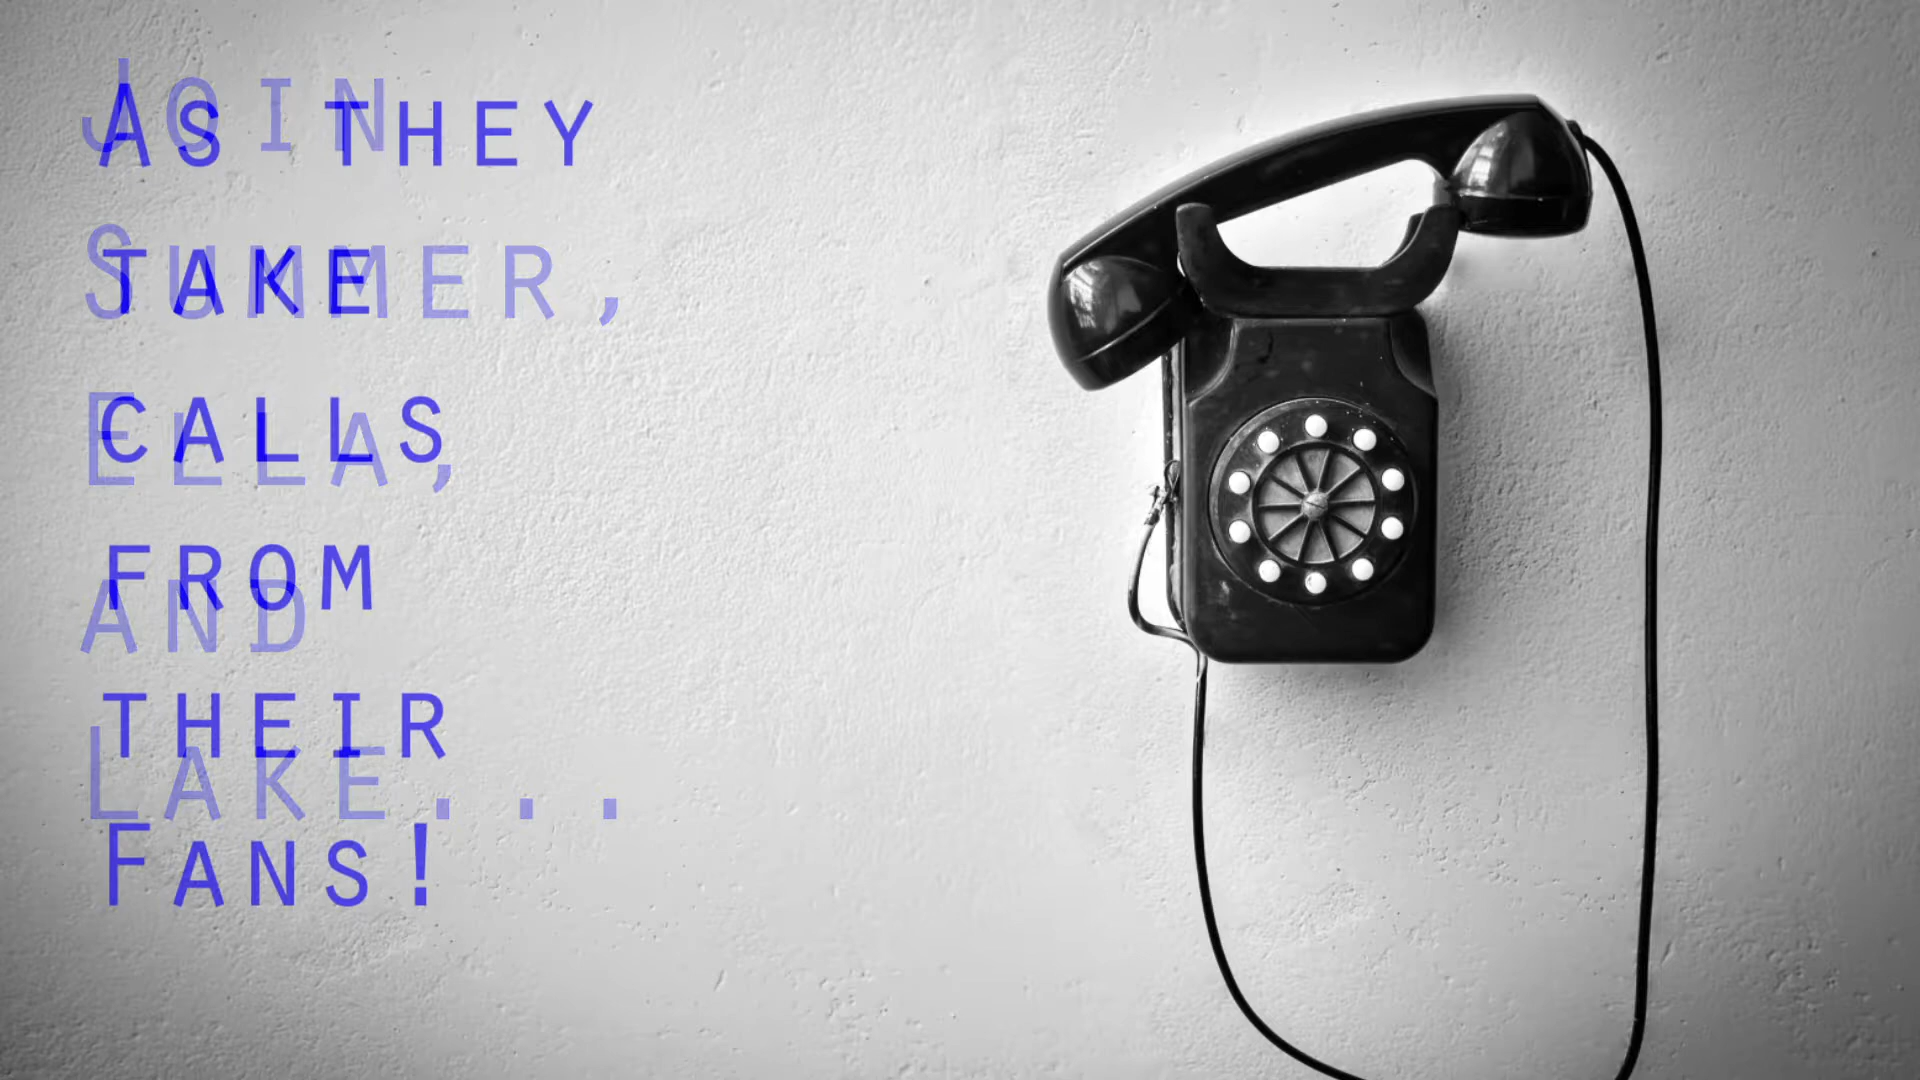 JOIN
SUMMER,
ELLA,
AND
LAKE...
AS THEY
TAKE
CALLS
FROM
THEIR
FANS!